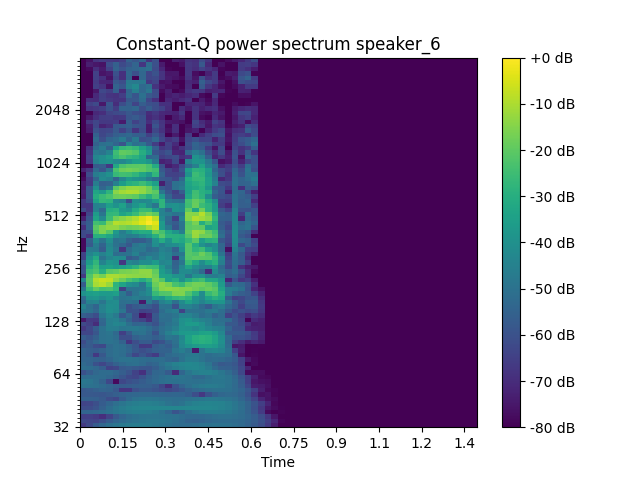 Constant-Q power spectrum speaker_6
Hz
2048
1024
512
256
128
64
32
0 0.15 0.3 0.45 0.6 0.75 0.9 1.1 1.2 1.4
Time
+0 dB
-10 dB
-20 dB
-30 dB
-40 dB
-50 dB
-60 dB
-70 dB
-80 dB